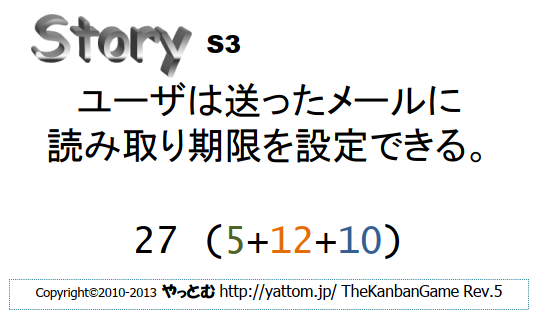 Story S3
ユーザは送ったメールに
読み取り期限を設定できる。
27 (5+12+10)
Copyright©2010-2013 やっとむ http://yattom.jp/ TheKanbanGame Rev.5